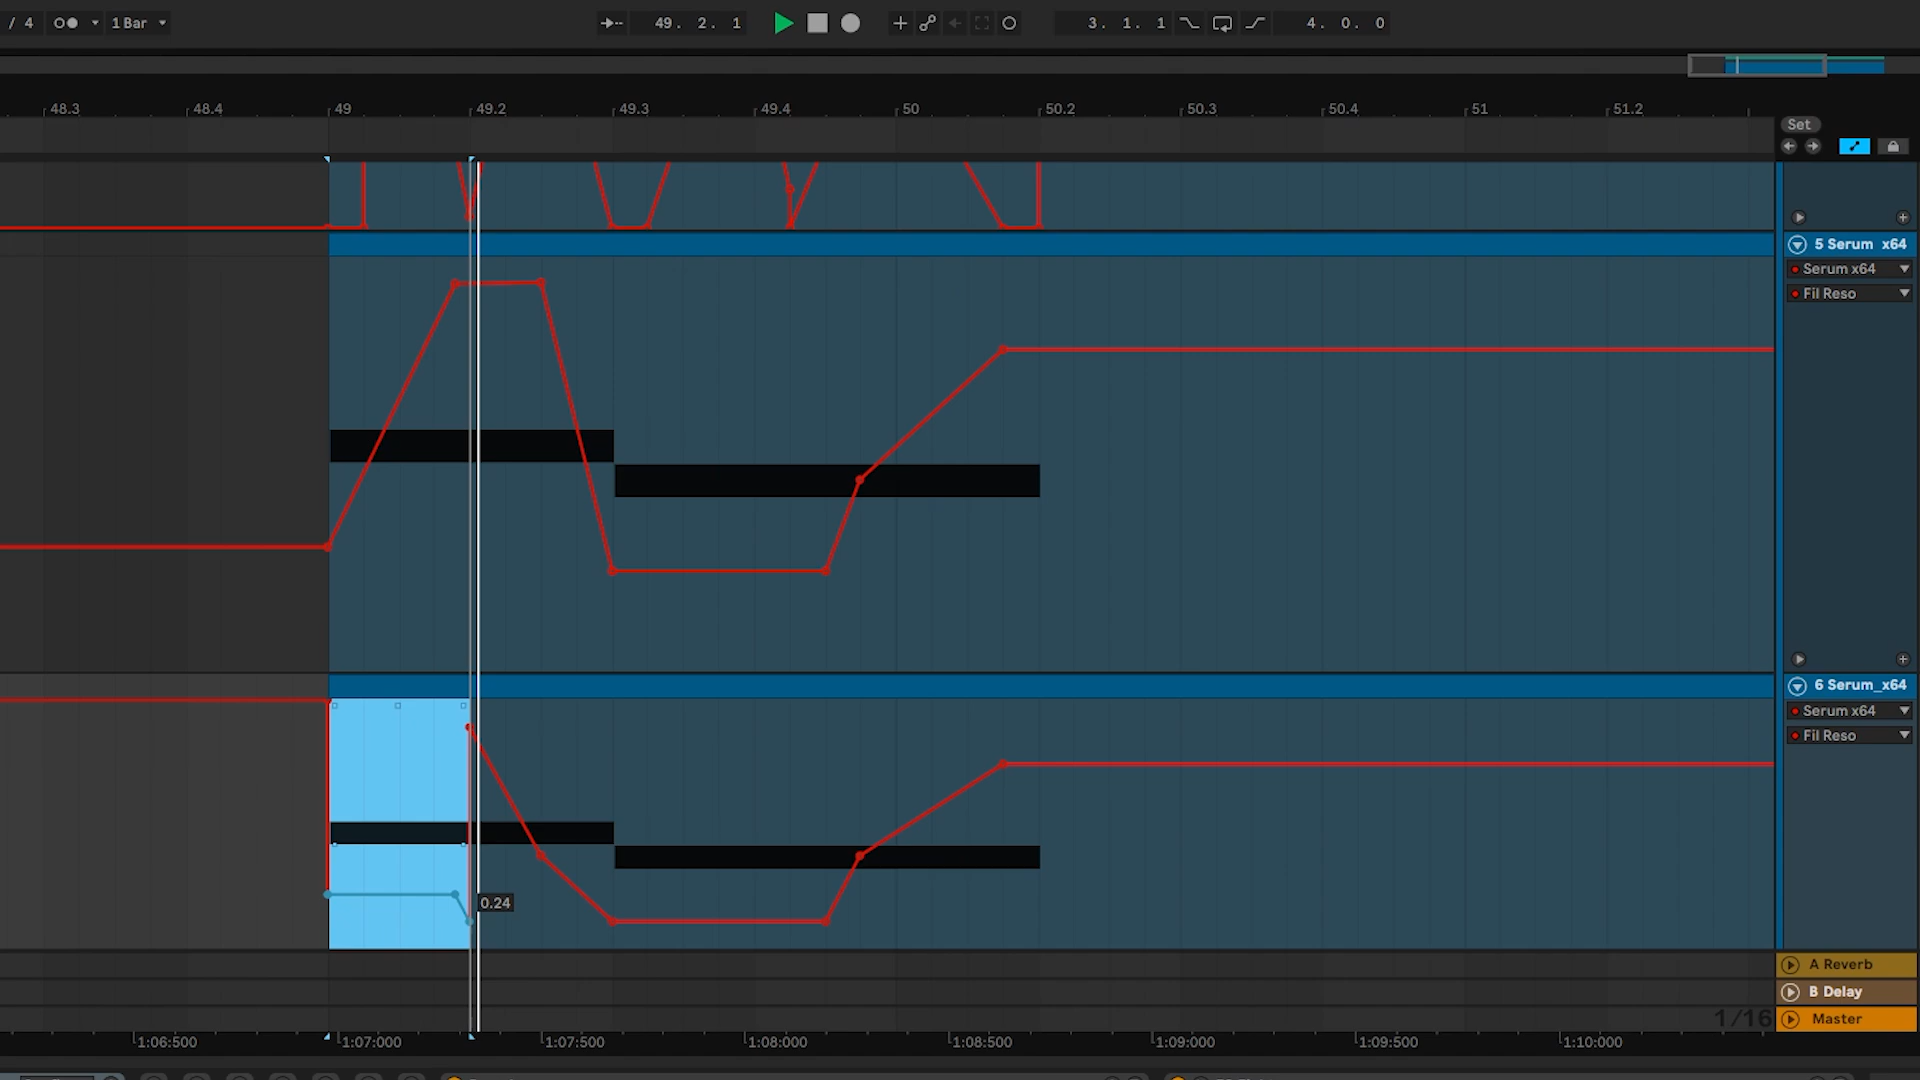 / 4 1 Bar 49. 2. 1 3. 1. 1 4. 0. 0
48.3 48.4 49 49.2 49.3 49.4 50 50.2 50.3 50.4 51 51.2
Set
5 Serum x64
Serum x64
Fil Reso
6 Serum_x64
Serum x64
Fil Reso
0.24
A Reverb
B Delay
1/16 Master
1:06:500 1:07:000 1:07:500 1:08:000 1:08:500 1:09:000 1:09:500 1:10:000